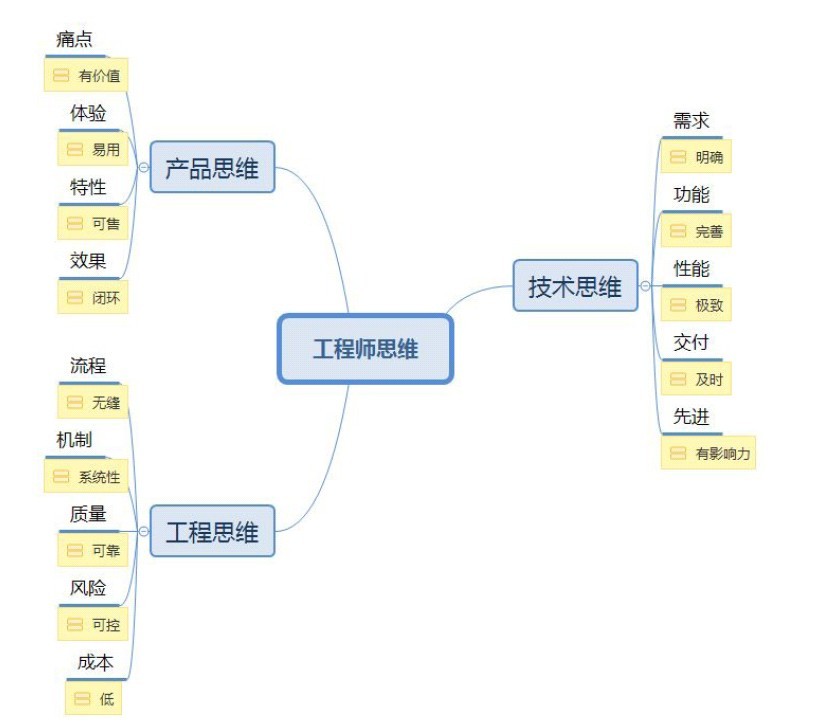 工程师思维
产品思维
痛点
有价值
体验
易用
特性
可售
效果
闭环
工程思维
流程
无缝
机制
系统性
质量
可靠
风险
可控
成本
低
技术思维
需求
明确
功能
完善
性能
极致
交付
及时
先进
有影响力